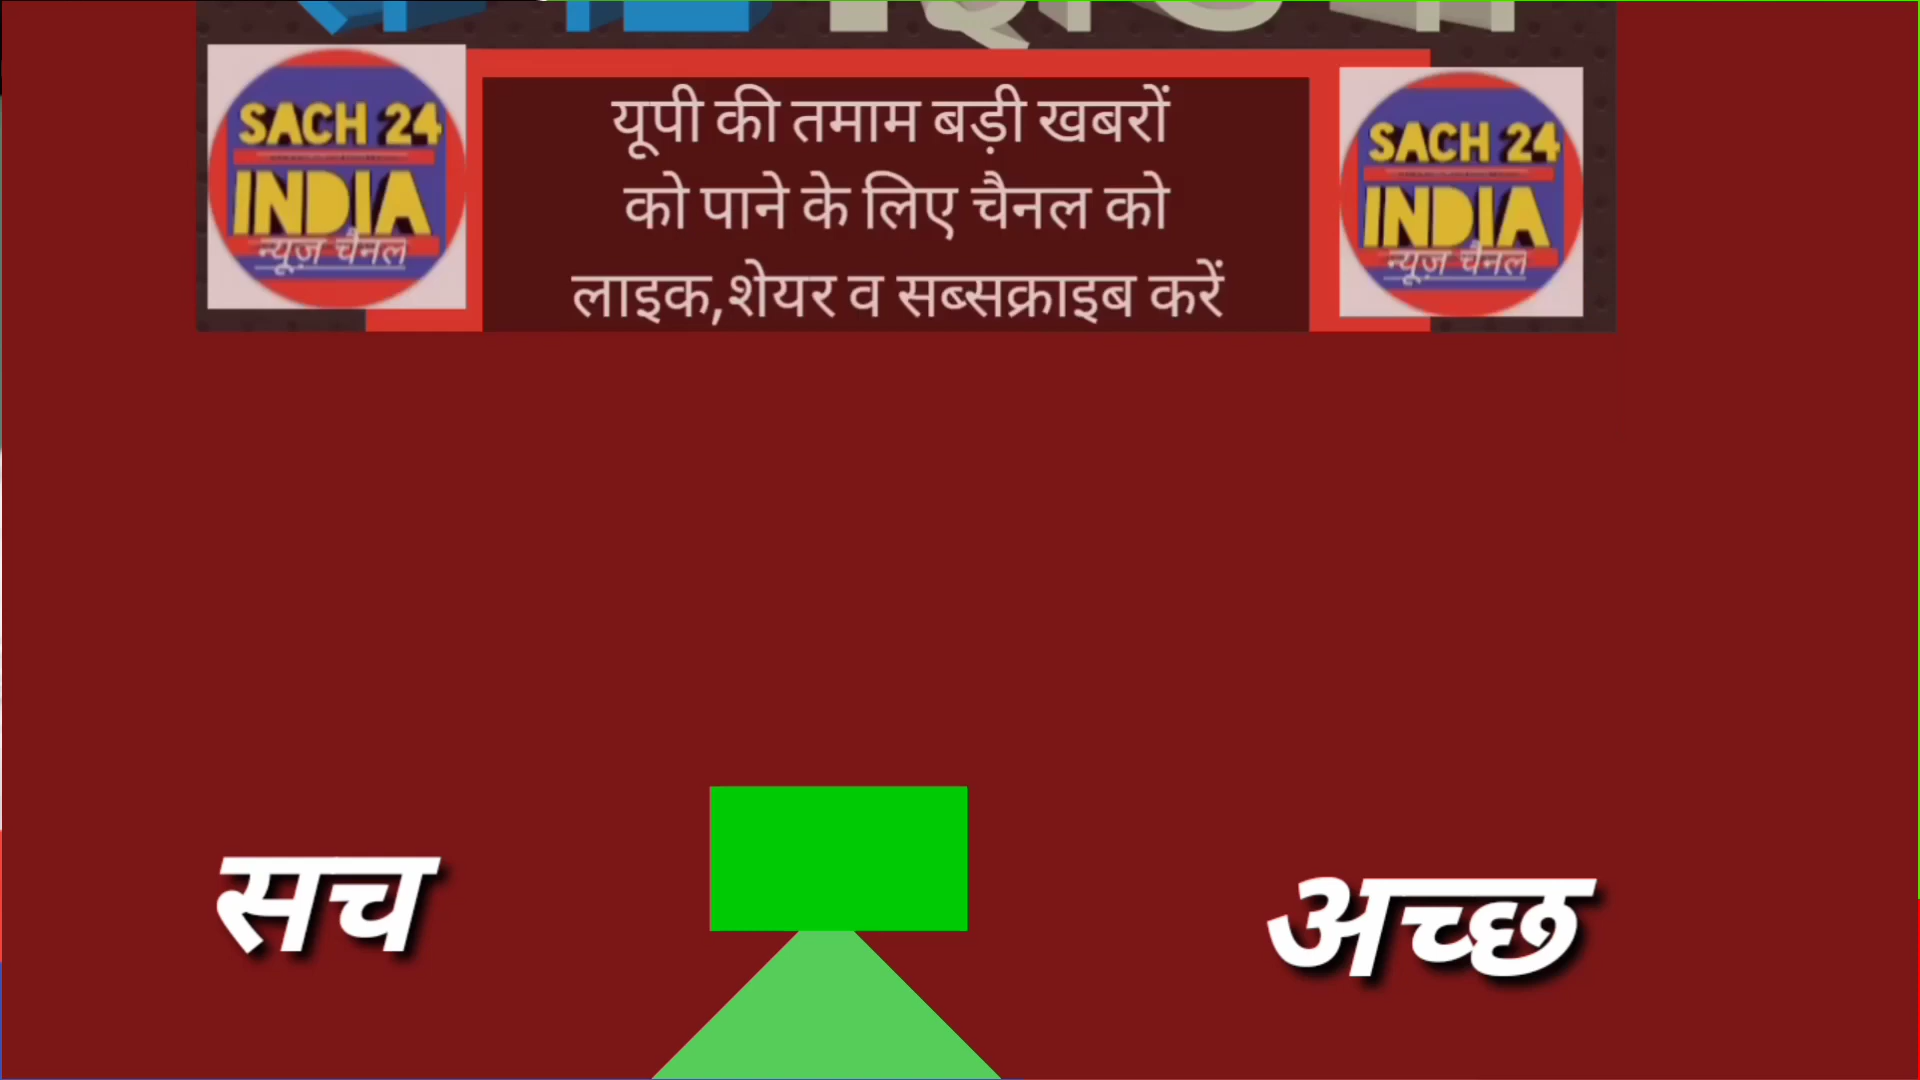 SACH 24
INDIA
न्यूज़ चैनल
यूपी की तमाम बड़ी खबरों
को पाने के लिए चैनल को
लाइक,शेयर व सब्सक्राइब करें
SACH 24
INDIA
न्यूज़ चैनल
सच
अच्छ